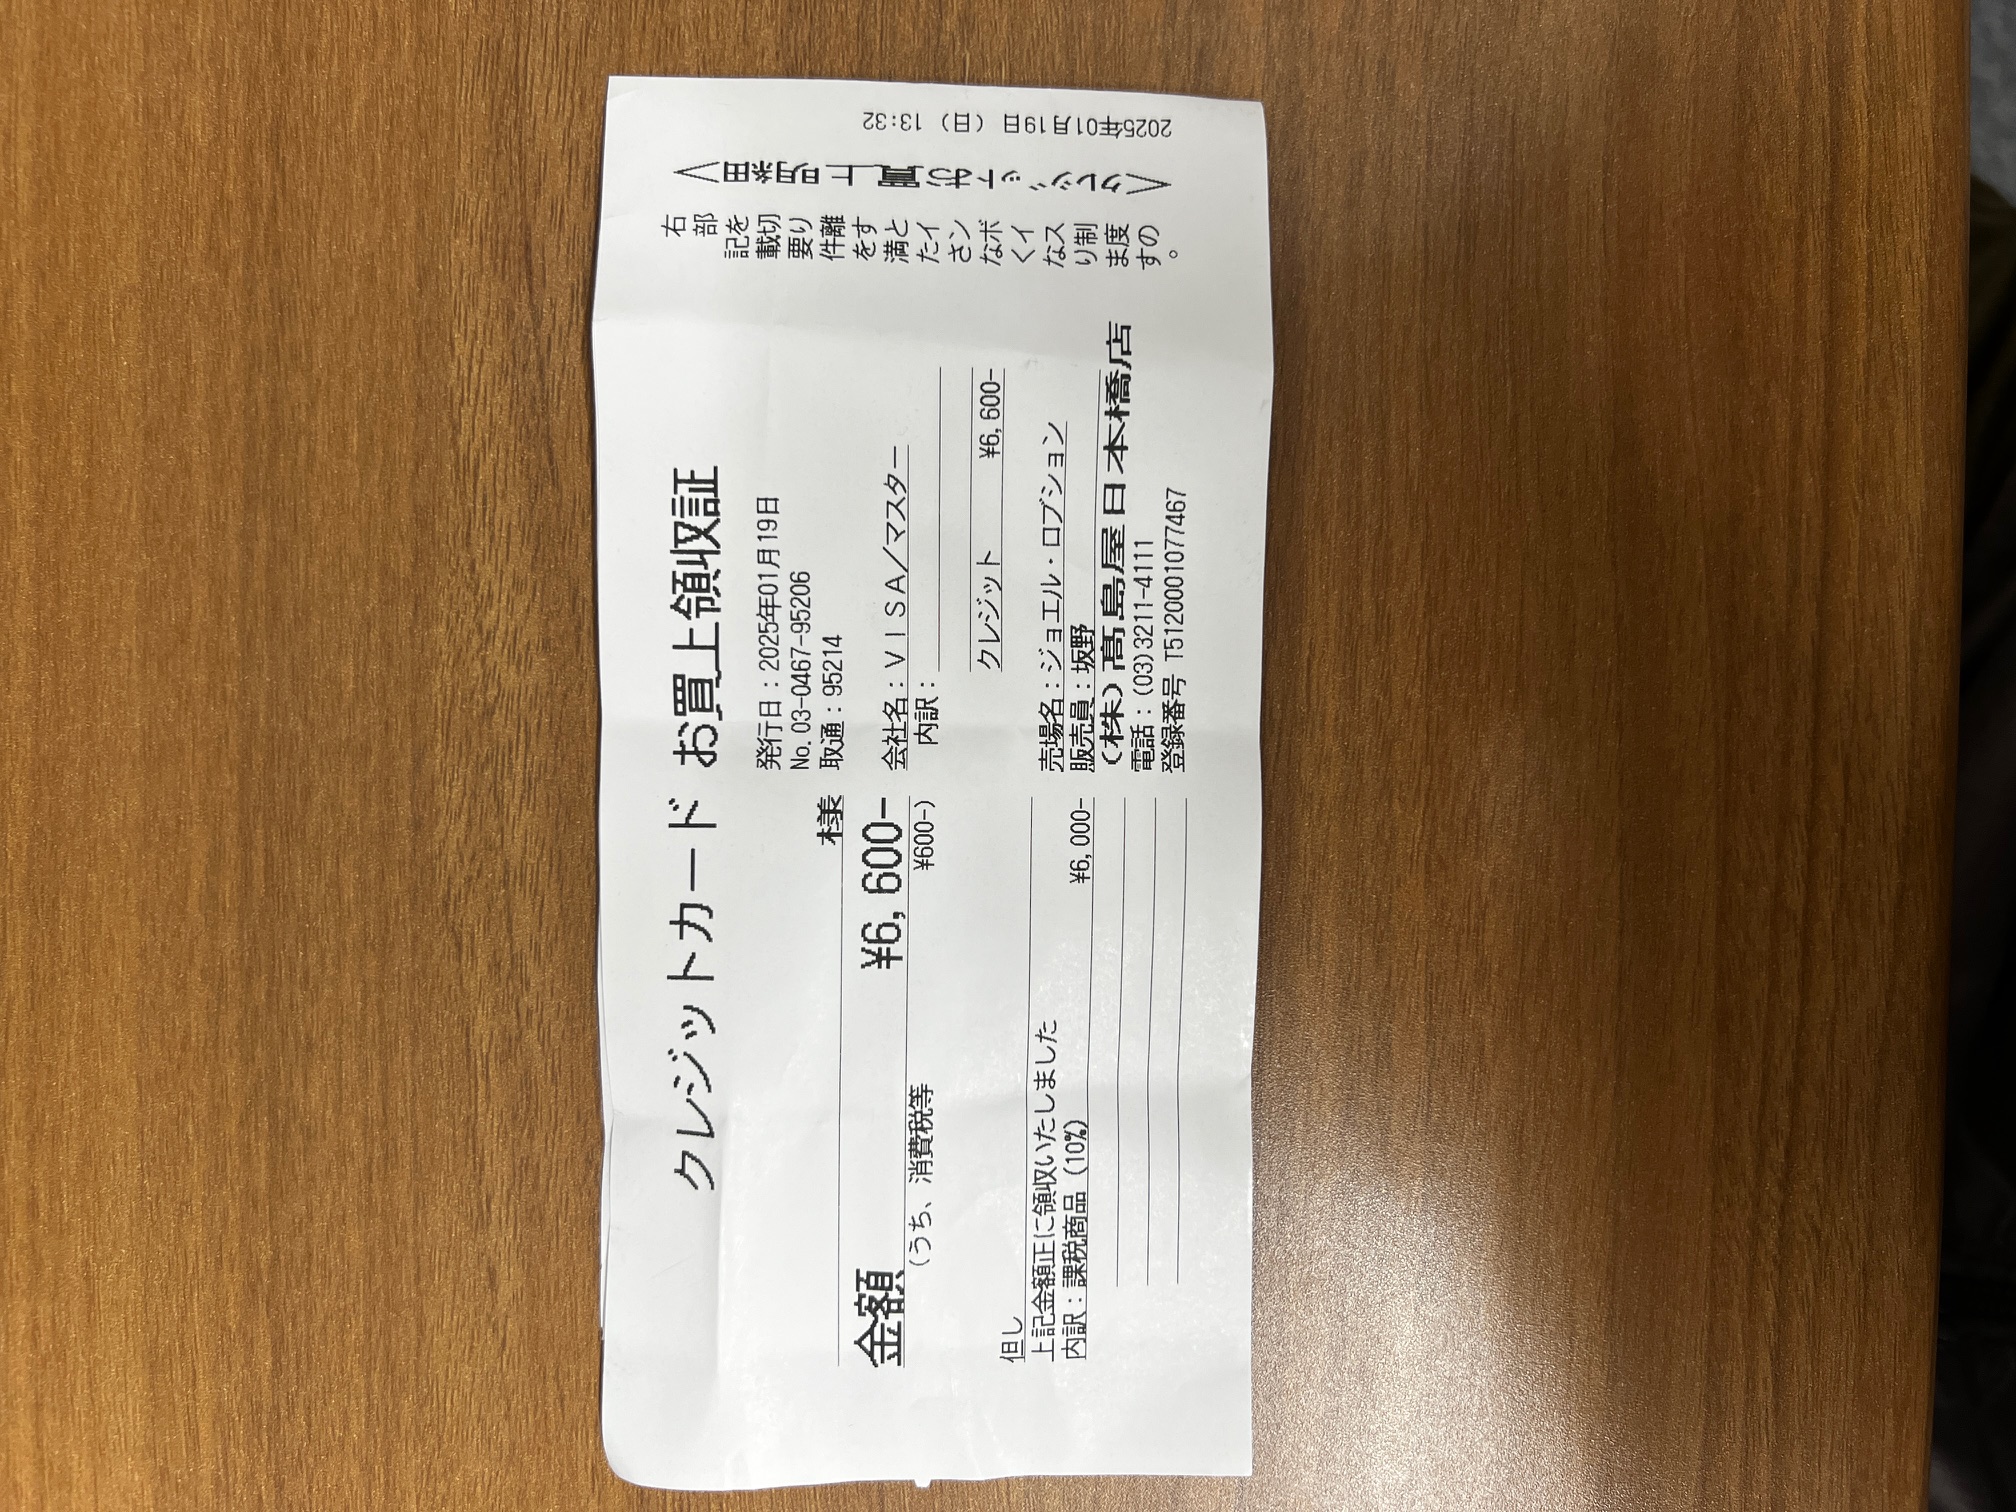 クレジットカード お買上領収証
様
金額 ¥6,600-
(うち、消費税等 ¥600-)
但し
上記金額正に領収いたしました
内訳：課税商品 (10%) ¥6,000-
発行日：2025年01月19日
No. 03-0467-95206
取通：95214
会社名：ＶＩＳＡ／マスター
内訳：
クレジット ¥6,600-
売場名：ジョエル・ロブション
販売員：坂野
(株)髙島屋日本橋店
電話：(03)3211-4111
登録番号 T5120001077467
右部を切り離すとインボイス制度の
記載要件を満たさなくなります。
＜クレジットお買上明細＞
2025年01月19日 (日) 13:32